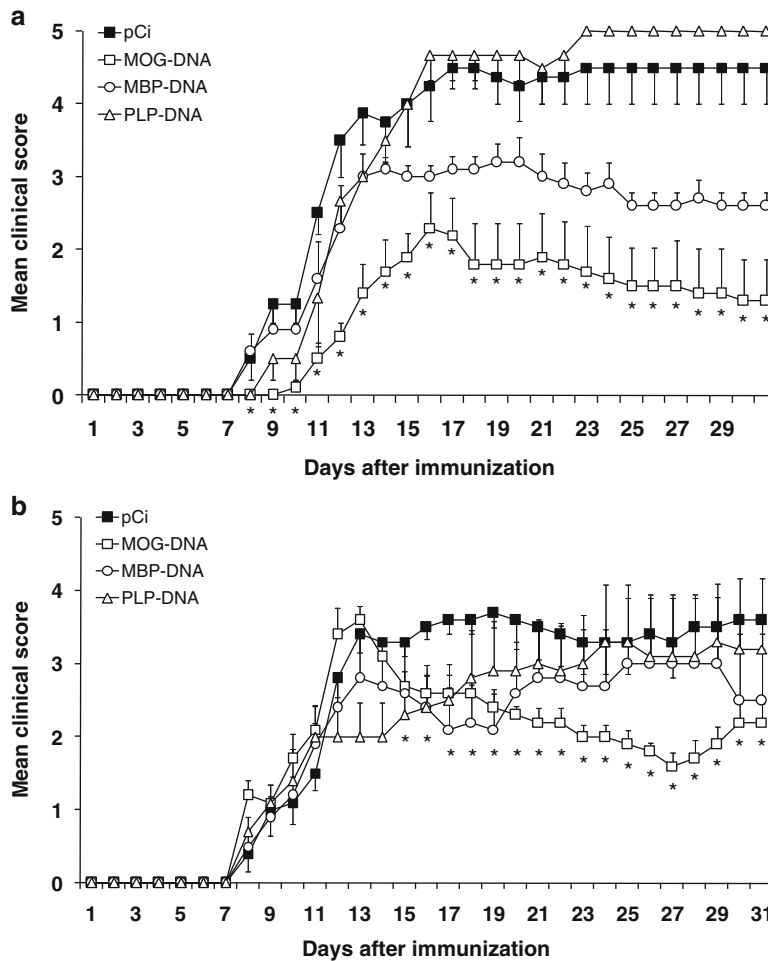 a
pCi
MOG-DNA
MBP-DNA
PLP-DNA
Mean clinical score
5
4
3
2
1
0
* * * * * * * * * * * * * * * * * * * * * * * *
1 3 5 7 9 11 13 15 17 19 21 23 25 27 29
Days after immunization
b
pCi
MOG-DNA
MBP-DNA
PLP-DNA
Mean clinical score
5
4
3
2
1
0
* * * * * * * * * * * * * * * * *
1 3 5 7 9 11 13 15 17 19 21 23 25 27 29 31
Days after immunization